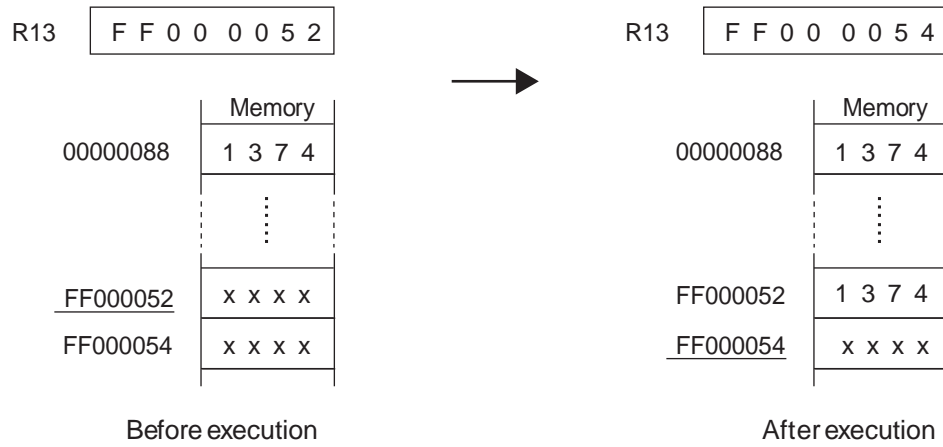 R13 F F 0 0 0 0 5 2 R13 F F 0 0 0 0 5 4
Memory Memory
00000088 1 3 7 4 00000088 1 3 7 4
FF000052 x x x x FF000052 1 3 7 4
FF000054 x x x x FF000054 x x x x
Before execution After execution